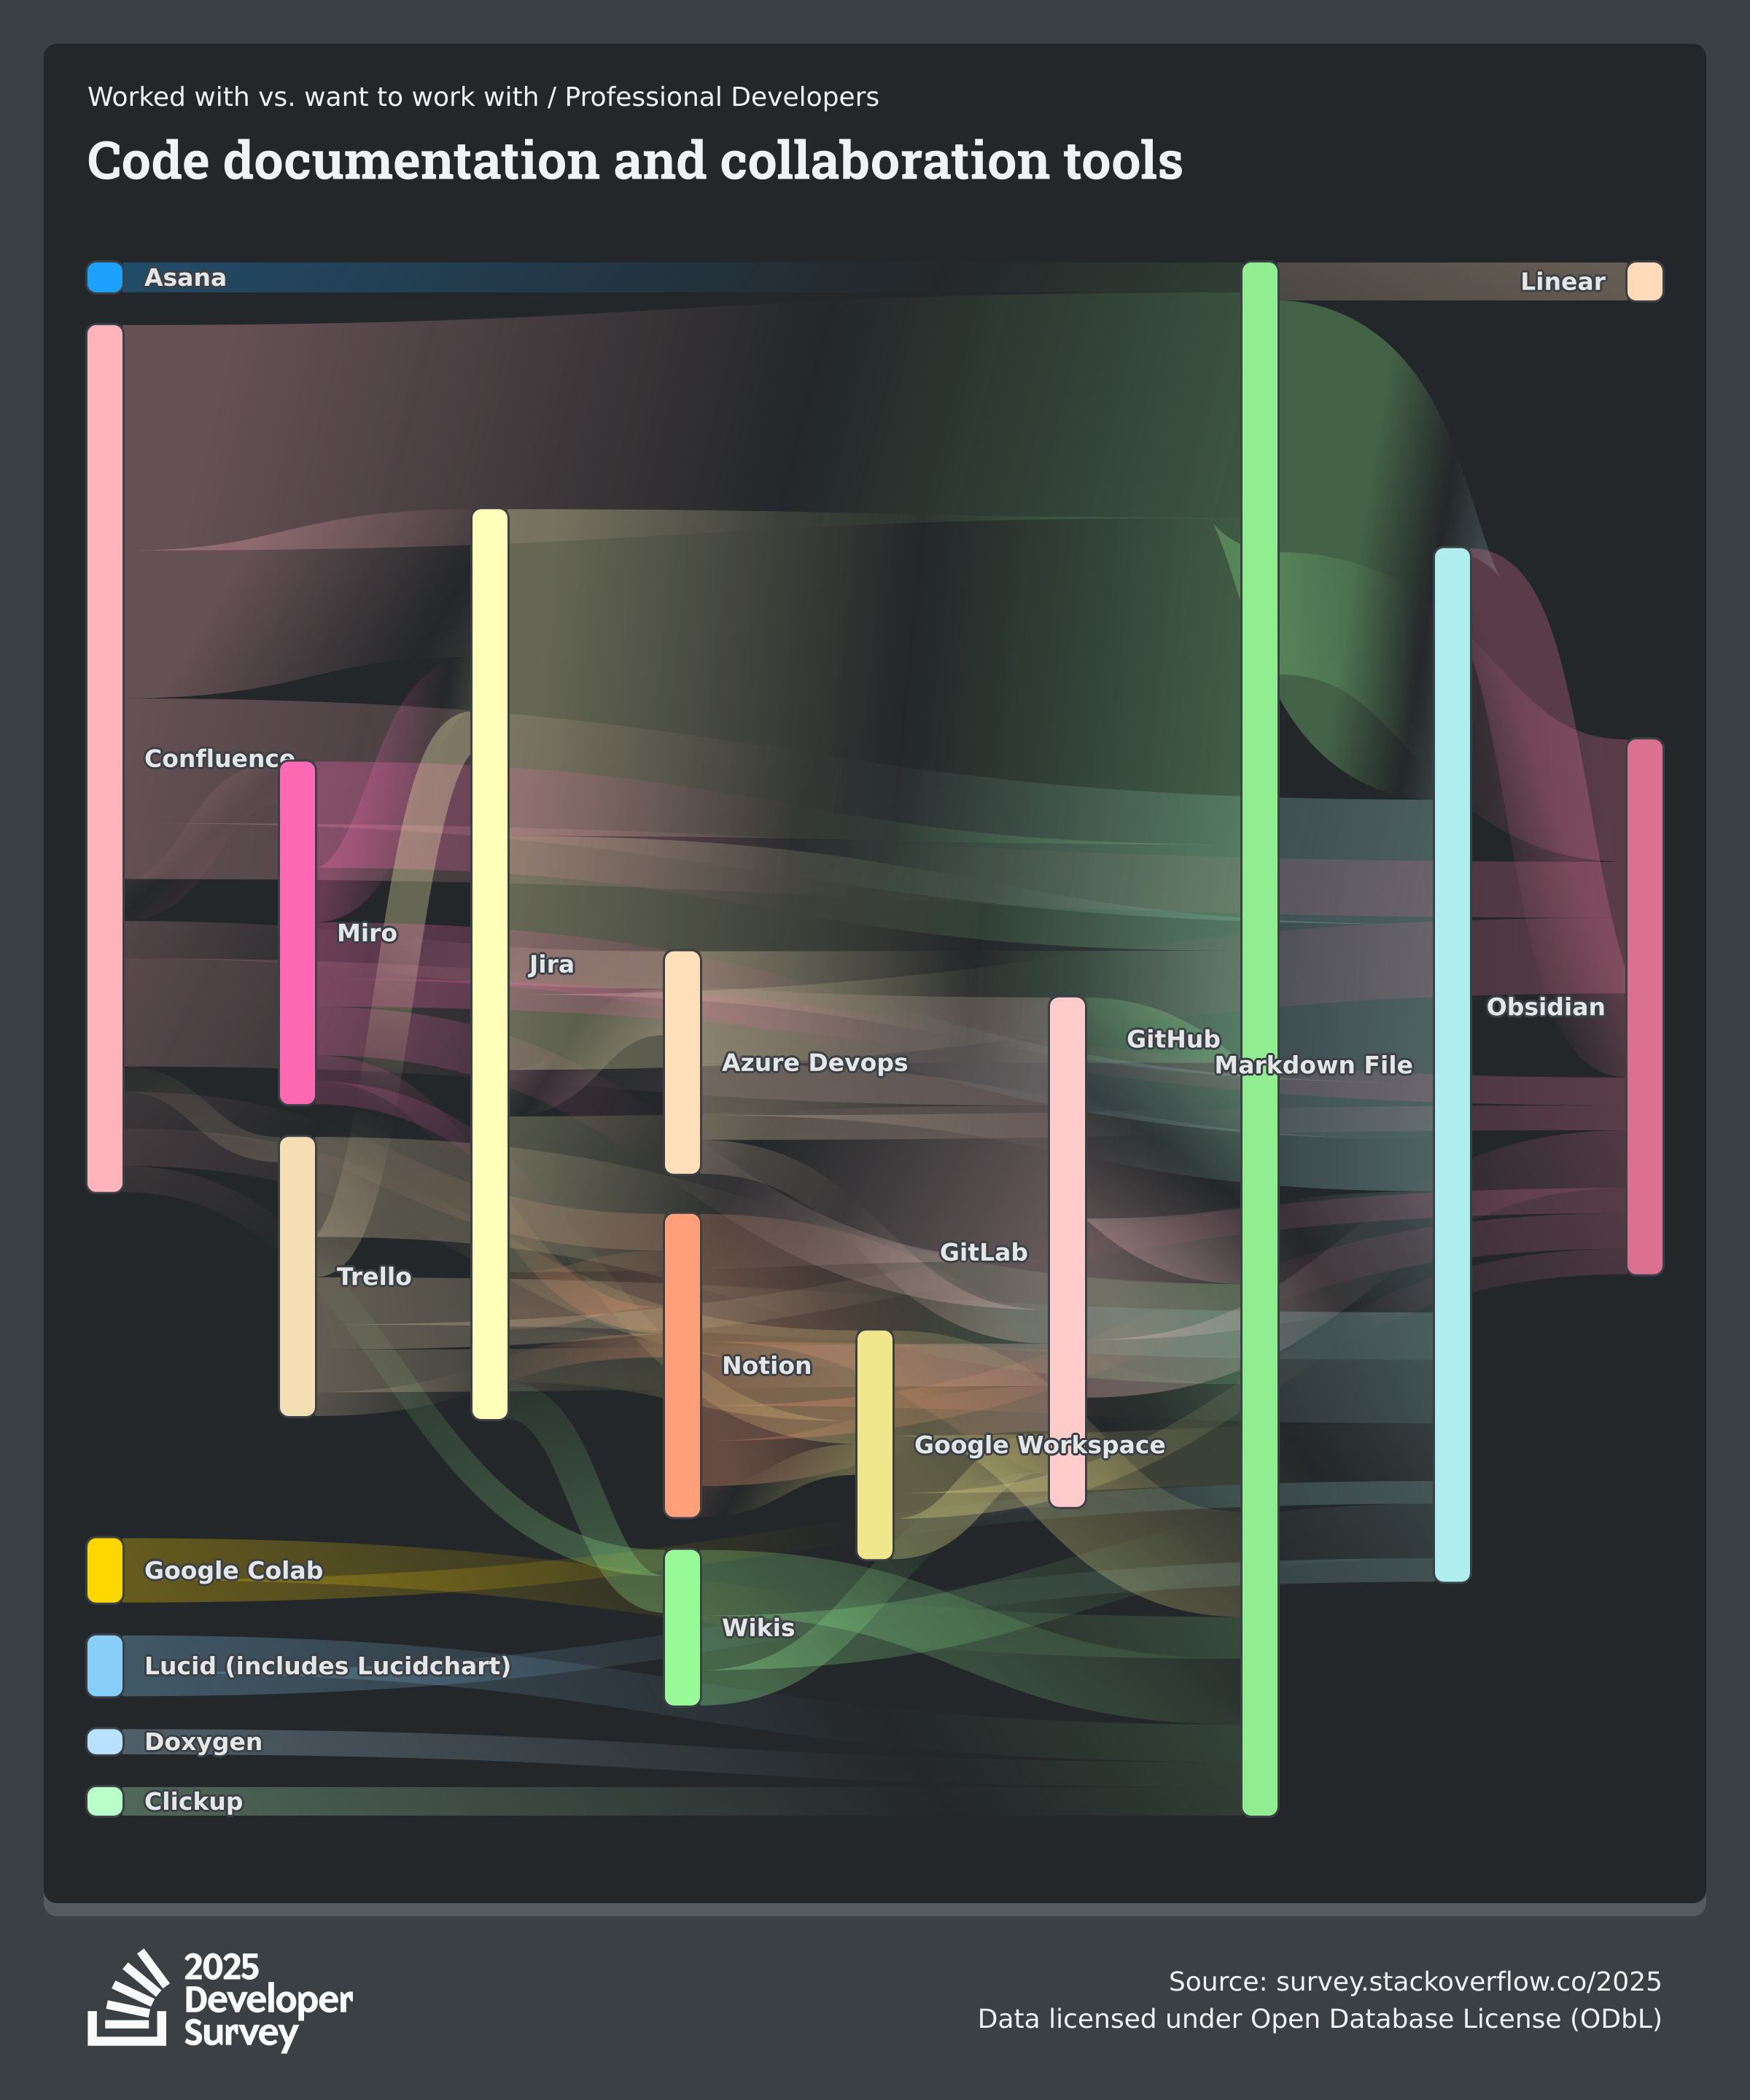 Worked with vs. want to work with / Professional Developers
Code documentation and collaboration tools
Asana
Linear
Confluence
Miro
Jira
Obsidian
GitHub
Azure Devops
Markdown File
GitLab
Trello
Notion
Google Workspace
Google Colab
Wikis
Lucid (includes Lucidchart)
Doxygen
Clickup
2025
Developer
Survey
Source: survey.stackoverflow.co/2025
Data licensed under Open Database License (ODbL)